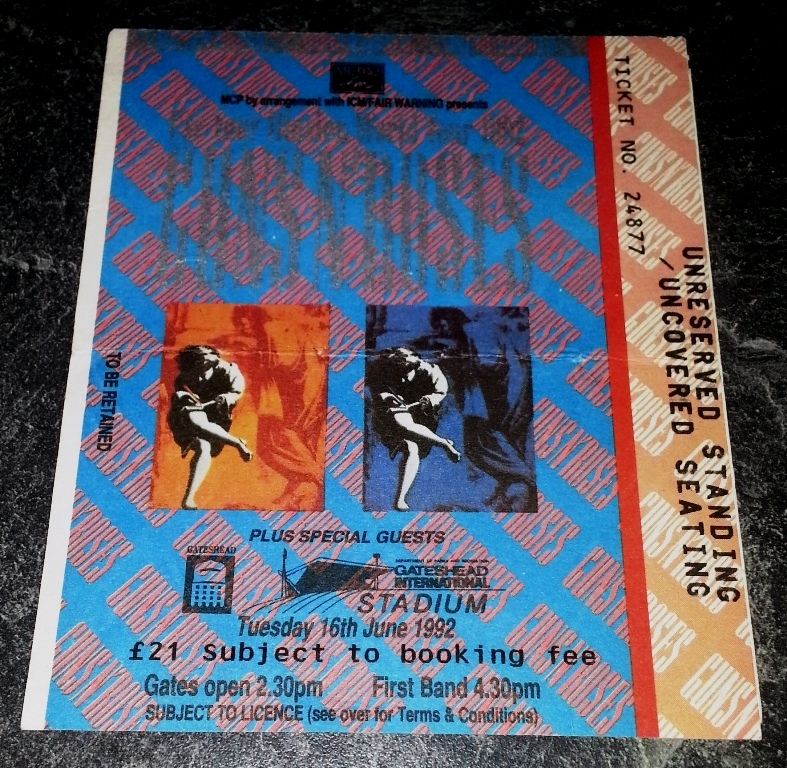 MCP by arrangement with ICM/FAIR WARNING presents
GUNS N' ROSES
PLUS SPECIAL GUESTS
GATESHEAD
GATESHEAD
INTERNATIONAL
STADIUM
Tuesday 16th June 1992
£21 Subject to booking fee
Gates open 2.30pm First Band 4.30pm
SUBJECT TO LICENCE (see over for Terms & Conditions)
TO BE RETAINED
TICKET NO. 24877
UNRESERVED STANDING
/UNCOVERED SEATING